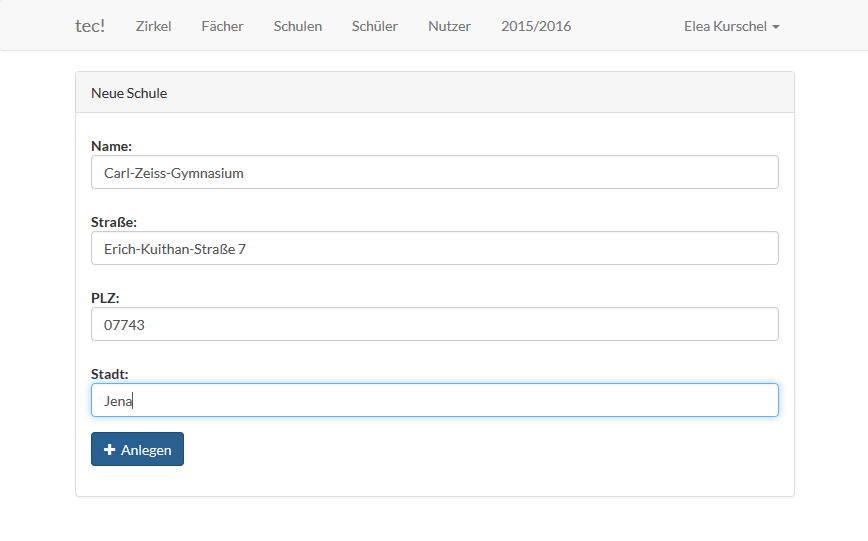 tec! Zirkel Fächer Schulen Schüler Nutzer 2015/2016 Elea Kurschel
Neue Schule
Name:
Carl-Zeiss-Gymnasium
Straße:
Erich-Kuithan-Straße 7
PLZ:
07743
Stadt:
Jena
Anlegen